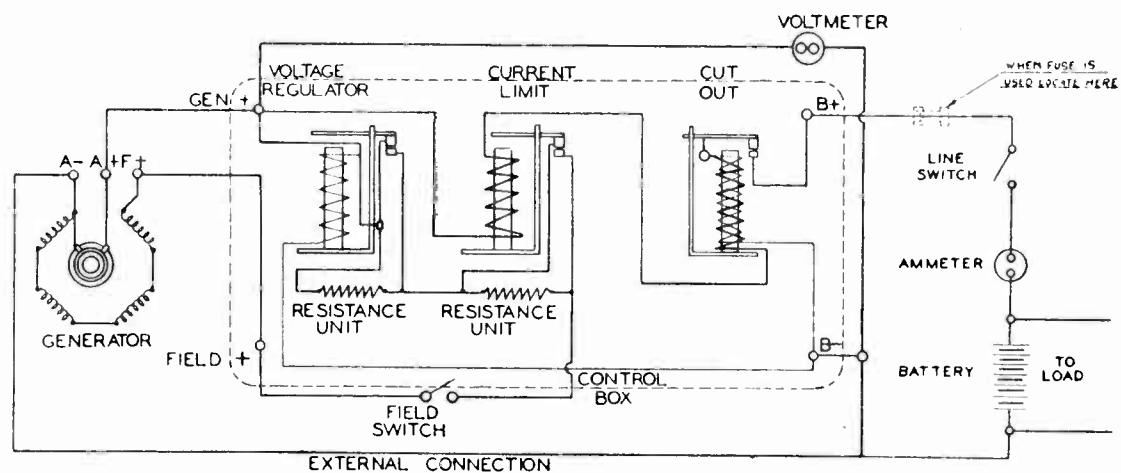 VOLTMETER
WHEN FUSE IS
USED LOCATE HERE
VOLTAGE
REGULATOR
CURRENT
LIMIT
CUT
OUT
GEN +
B+
A- A +F+
LINE
SWITCH
AMMETER
RESISTANCE
UNIT
RESISTANCE
UNIT
GENERATOR
FIELD +
B-
BATTERY
TO
LOAD
CONTROL
BOX
FIELD
SWITCH
EXTERNAL CONNECTION